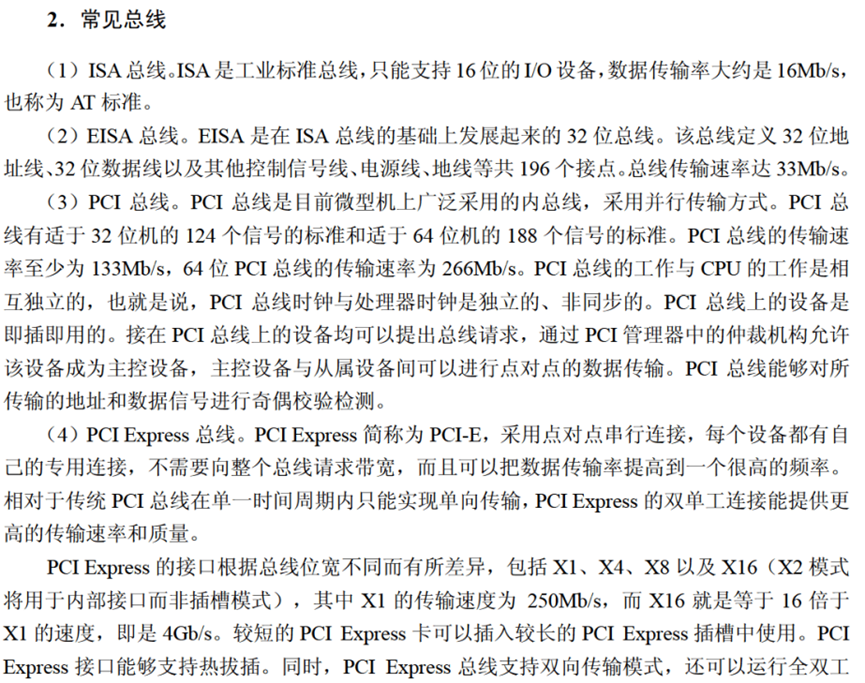 2．常见总线
（1）ISA 总线。ISA 是工业标准总线，只能支持 16 位的 I/O 设备，数据传输率大约是 16Mb/s，
也称为 AT 标准。
（2）EISA 总线。EISA 是在 ISA 总线的基础上发展起来的 32 位总线。该总线定义 32 位地
址线、32 位数据线以及其他控制信号线、电源线、地线等共 196 个接点。总线传输速率达 33Mb/s。
（3）PCI 总线。PCI 总线是目前微型机上广泛采用的内总线，采用并行传输方式。PCI 总
线有适于 32 位机的 124 个信号的标准和适于 64 位机的 188 个信号的标准。PCI 总线的传输速
率至少为 133Mb/s，64 位 PCI 总线的传输速率为 266Mb/s。PCI 总线的工作与 CPU 的工作是相
互独立的，也就是说，PCI 总线时钟与处理器时钟是独立的、非同步的。PCI 总线上的设备是
即插即用的。接在 PCI 总线上的设备均可以提出总线请求，通过 PCI 管理器中的仲裁机构允许
该设备成为主控设备，主控设备与从属设备间可以进行点对点的数据传输。PCI 总线能够对所
传输的地址和数据信号进行奇偶校验检测。
（4）PCI Express 总线。PCI Express 简称为 PCI-E，采用点对点串行连接，每个设备都有自
己的专用连接，不需要向整个总线请求带宽，而且可以把数据传输率提高到一个很高的频率。
相对于传统 PCI 总线在单一时间周期内只能实现单向传输，PCI Express 的双单工连接能提供更
高的传输速率和质量。
PCI Express 的接口根据总线位宽不同而有所差异，包括 X1、X4、X8 以及 X16（X2 模式
将用于内部接口而非插槽模式），其中 X1 的传输速度为 250Mb/s，而 X16 就是等于 16 倍于
X1 的速度，即是 4Gb/s。较短的 PCI Express 卡可以插入较长的 PCI Express 插槽中使用。PCI
Express 接口能够支持热拔插。同时，PCI Express 总线支持双向传输模式，还可以运行全双工